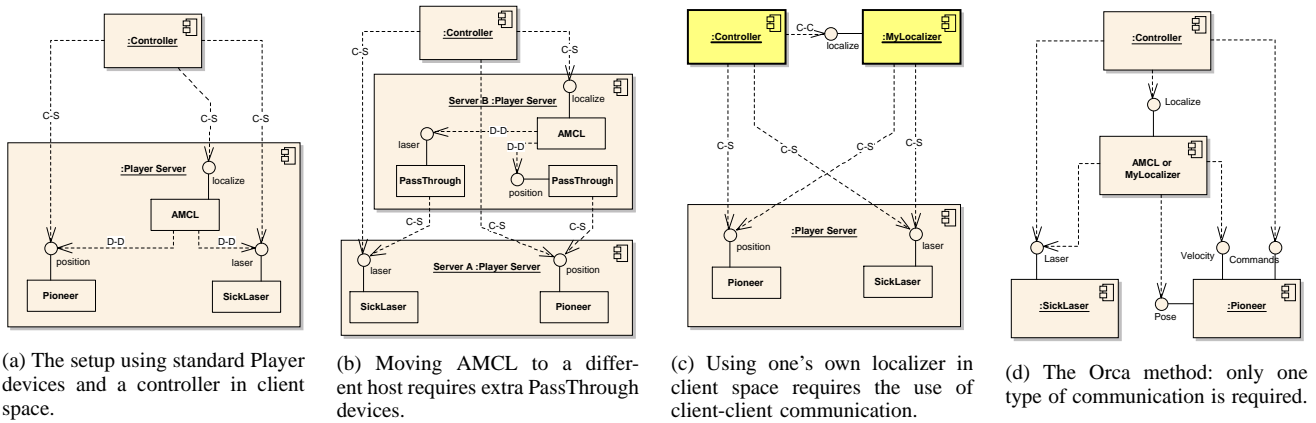 :Controller
C-S
C-S
C-S
:Player Server
localize
AMCL
D-D
D-D
position
laser
Pioneer
SickLaser
(a) The setup using standard Player
devices and a controller in client
space.
:Controller
C-S
C-S
Server B :Player Server
localize
laser
D-D
AMCL
D-D
PassThrough
position
PassThrough
C-S
C-S
C-S
laser
Server A :Player Server
position
SickLaser
Pioneer
(b) Moving AMCL to a differ-
ent host requires extra PassThrough
devices.
:Controller
C-C
localize
:MyLocalizer
C-S
C-S
C-S
C-S
:Player Server
position
laser
Pioneer
SickLaser
(c) Using one's own localizer in
client space requires the use of
client-client communication.
:Controller
Localize
AMCL or
MyLocalizer
Laser
Velocity
Commands
:SickLaser
Pose
:Pioneer
(d) The Orca method: only one
type of communication is required.